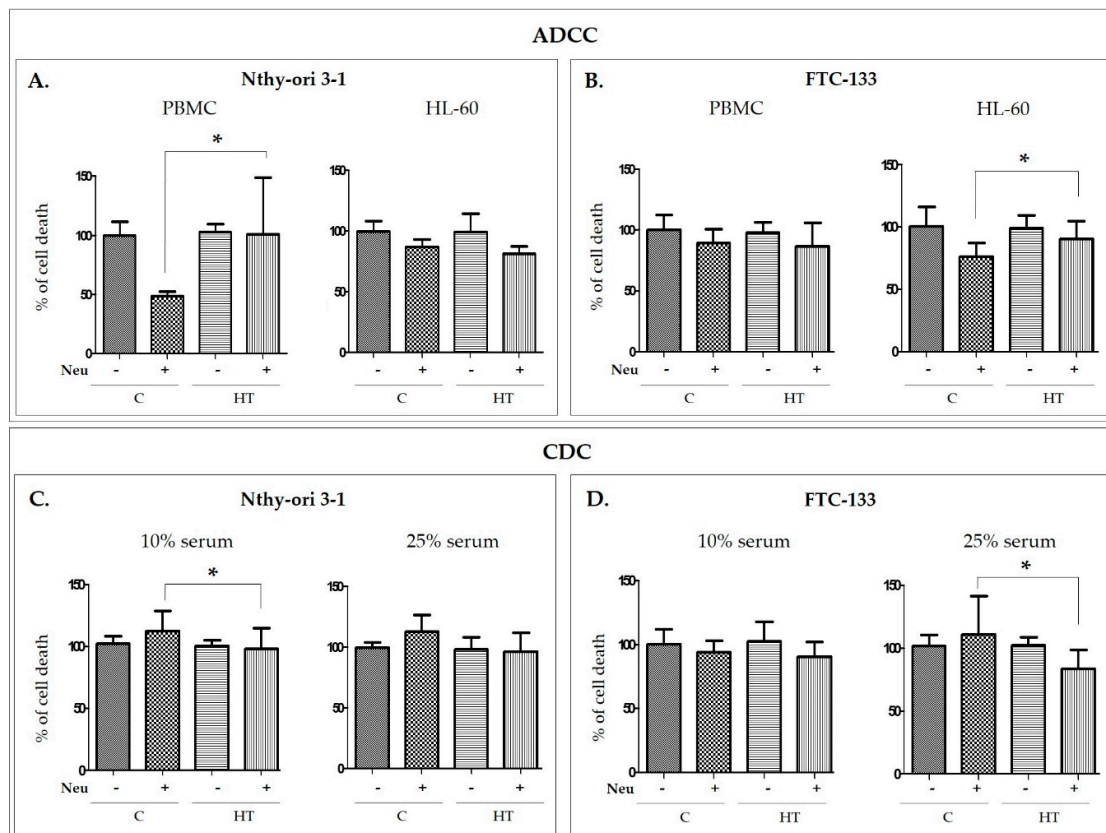 ADCC
A. Nthy-ori 3-1
PBMC HL-60
*
% of cell death
150
100
50
0
150
100
50
0
Neu - + - + - + - +
C HT C HT
B. FTC-133
PBMC HL-60
*
% of cell death
150
100
50
0
150
100
50
0
- + - + - + - +
C HT C HT
CDC
C. Nthy-ori 3-1
10% serum 25% serum
*
% of cell death
150
100
50
0
150
100
50
0
Neu - + - + - + - +
C HT C HT
D. FTC-133
10% serum 25% serum
*
% of cell death
150
100
50
0
150
100
50
0
Neu - + - + - + - +
C HT C HT